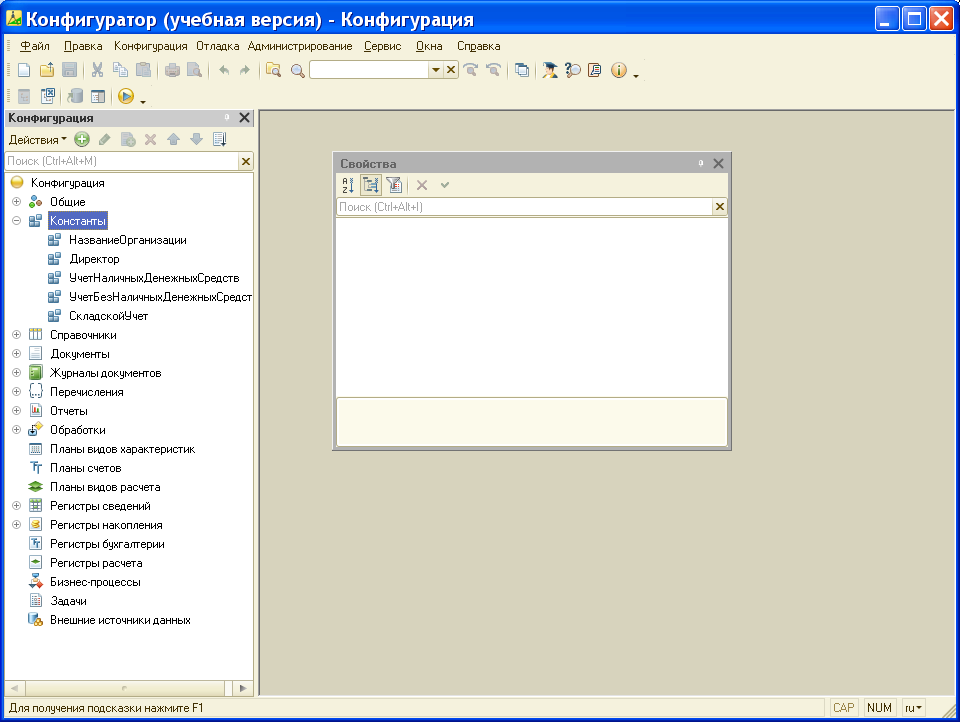 Конфигуратор (учебная версия) - Конфигурация
Файл Правка Конфигурация Отладка Администрирование Сервис Окна Справка
Конфигурация
Действия
Поиск (Ctrl+Alt+M)
Конфигурация
Общие
Константы
НазваниеОрганизации
Директор
УчетНаличныхДенежныхСредств
УчетБезНаличныхДенежныхСредст
СкладскойУчет
Справочники
Документы
Журналы документов
Перечисления
Отчеты
Обработки
Планы видов характеристик
Планы счетов
Планы видов расчета
Регистры сведений
Регистры накопления
Регистры бухгалтерии
Регистры расчета
Бизнес-процессы
Задачи
Внешние источники данных
Свойства
Поиск (Ctrl+Alt+I)
Для получения подсказки нажмите F1
CAP NUM ru